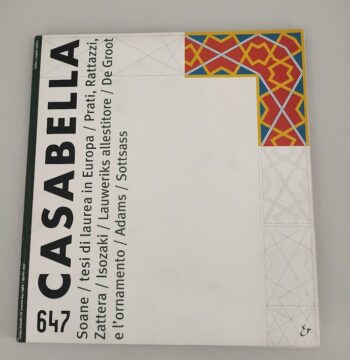 CASABELLA
647
Soane / tesi di laurea in Europa / Prati, Rattazzi,
Zattera / Isozaki / Lauweriks allestitore / De Groot
e l'ornamento / Adams / Sottsass